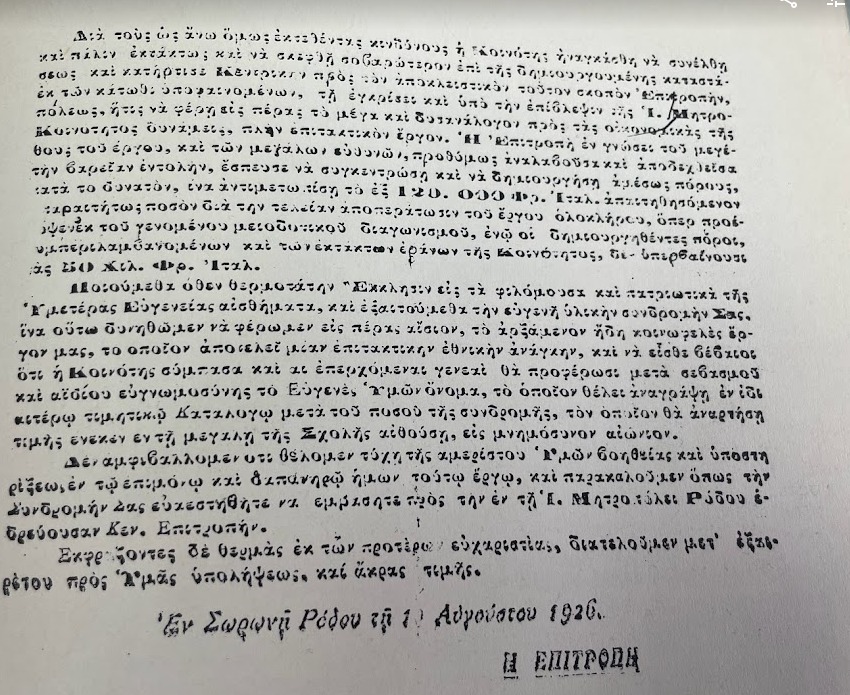 Διὰ τοὺς ὡς ἄνω ὅμως ἐκτεθέντας κινδύνους ἡ Κοινότης ἠναγκάσθη νὰ συνέλθῃ
καὶ πάλιν ἐκτάκτως καὶ νὰ σκεφθῇ σοβαρώτερον ἐπὶ τῆς δημιουργουμένης καταστά-
σεως καὶ κατήρτισε Κεντρικὴν πρὸς τὸν ἀποκλειστικὸν τοῦτον σκοπὸν Ἐπιτροπήν,
ἐκ τῶν κάτωθι ὑποφαινομένων, τῇ ἐγκρίσει καὶ ὑπὸ τὴν ἐπίβλεψιν τῆς Ἱ. Μητρο-
πόλεως, ἥτις νὰ φέρῃ εἰς πέρας τὸ μέγα καὶ δυσανάλογον πρὸς τὰς οἰκονομικὰς τῆς
Κοινότητος δυνάμεις, πλὴν ἐπιτακτικὸν ἔργον. Ἡ Ἐπιτροπὴ ἐν γνώσει τοῦ μεγέ-
θους τοῦ ἔργου, καὶ τῶν μεγάλων εὐθυνῶν, προθύμως ἀναλαβοῦσα καὶ ἀποδεχθεῖσα
τὴν βαρεῖαν ἐντολήν, ἔσπευσε νὰ συγκεντρώσῃ καὶ νὰ δημιουργήσῃ ἀμέσως πόρους,
κατὰ τὸ δυνατόν, ἵνα ἀντιμετωπίσῃ τὸ ἐξ 120.000 Φρ. Ἰταλ. ἀπαιτηθησόμενον
παραιτήτως ποσὸν διὰ τὴν τελείαν ἀποπεράτωσιν τοῦ ἔργου ὁλοκλήρου, ὅπερ προέ-
κυψεν ἐκ τοῦ γενομένου μειοδοτικοῦ διαγωνισμοῦ, ἐνῷ οἱ δημιουργηθέντες πόροι,
συμπεριλαμβανομένων καὶ τῶν ἐκτάκτων ἐράνων τῆς Κοινότητος, δὲν ὑπερβαίνουσι
τὰς 50 Χιλ. Φρ. Ἰταλ.
Ποιούμεθα ὅθεν θερμοτάτην Ἔκκλησιν εἰς τὰ φιλόμουσα καὶ πατριωτικὰ τῆς
Ὑμετέρας Εὐγενείας αἰσθήματα, καὶ ἐξαιτούμεθα τὴν εὐγενῆ ὑλικὴν συνδρομήν Σας,
ἵνα οὕτω δυνηθῶμεν νὰ φέρωμεν εἰς πέρας αἴσιον, τὸ ἀρξάμενον ἤδη κοινωφελὲς ἔρ-
γον μας, τὸ ὁποῖον ἀποτελεῖ μίαν ἐπιτακτικὴν ἐθνικὴν ἀνάγκην, καὶ νὰ εἶσθε βέβαιοι
ὅτι ἡ Κοινότης σύμπασα καὶ αἱ ἐπερχόμεναι γενεαὶ θὰ προφέρωσι μετὰ σεβασμοῦ
καὶ ἀϊδίου εὐγνωμοσύνης τὸ Εὐγενὲς Ὑμῶν ὄνομα, τὸ ὁποῖον θέλει ἀναγράψῃ ἐν ἰδι
αιτέρῳ τιμητικῷ Καταλόγῳ μετὰ τοῦ ποσοῦ τῆς συνδρομῆς, τὸν ὁποῖον θὰ ἀναρτήσῃ
τιμῆς ἕνεκεν ἐν τῇ μεγάλῃ τῆς Σχολῆς αἰθούσῃ, εἰς μνημόσυνον αἰώνιον.
Δὲν ἀμφιβάλλομεν ὅτι θέλομεν τύχῃ τῆς ἀμερίστου Ὑμῶν βοηθείας καὶ ὑποστη
ρίξεως ἐν τῷ ἐπιμόνῳ καὶ δαπανηρῷ ἡμῶν τούτῳ ἔργῳ, καὶ παρακαλοῦμεν ὅπως τὴν
Συνδρομήν Σας εὐαρεστήθητε νὰ ἐμβάσητε πρὸς τὴν ἐν τῇ Ἱ. Μητροπόλει Ρόδου ἑ-
δρεύουσαν Κεν. Ἐπιτροπήν.
Ἐκφράζοντες δὲ θερμὰς ἐκ τῶν προτέρων εὐχαριστίας, διατελοῦμεν μετ' ἐξαι-
ρέτου πρὸς Ὑμᾶς ὑπολήψεως, καὶ ἄκρας τιμῆς.
Ἐν Σωρωνῇ Ρόδου τῇ Αὐγούστου 1926.
Η ΕΠΙΤΡΟΠΗ